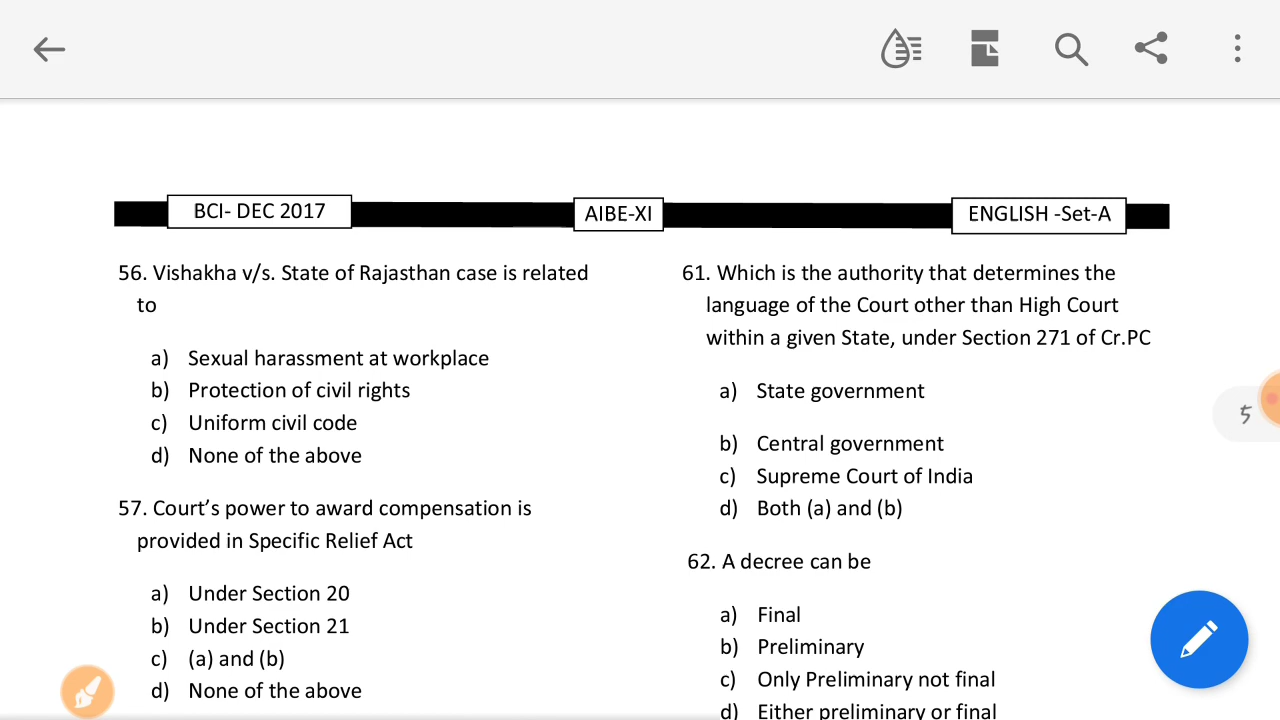 BCI- DEC 2017
AIBE-XI
ENGLISH -Set-A
56. Vishakha v/s. State of Rajasthan case is related
to
a) Sexual harassment at workplace
b) Protection of civil rights
c) Uniform civil code
d) None of the above
57. Court’s power to award compensation is
provided in Specific Relief Act
a) Under Section 20
b) Under Section 21
c) (a) and (b)
d) None of the above
61. Which is the authority that determines the
language of the Court other than High Court
within a given State, under Section 271 of Cr.PC
a) State government
b) Central government
c) Supreme Court of India
d) Both (a) and (b)
62. A decree can be
a) Final
b) Preliminary
c) Only Preliminary not final
d) Either preliminary or final
5